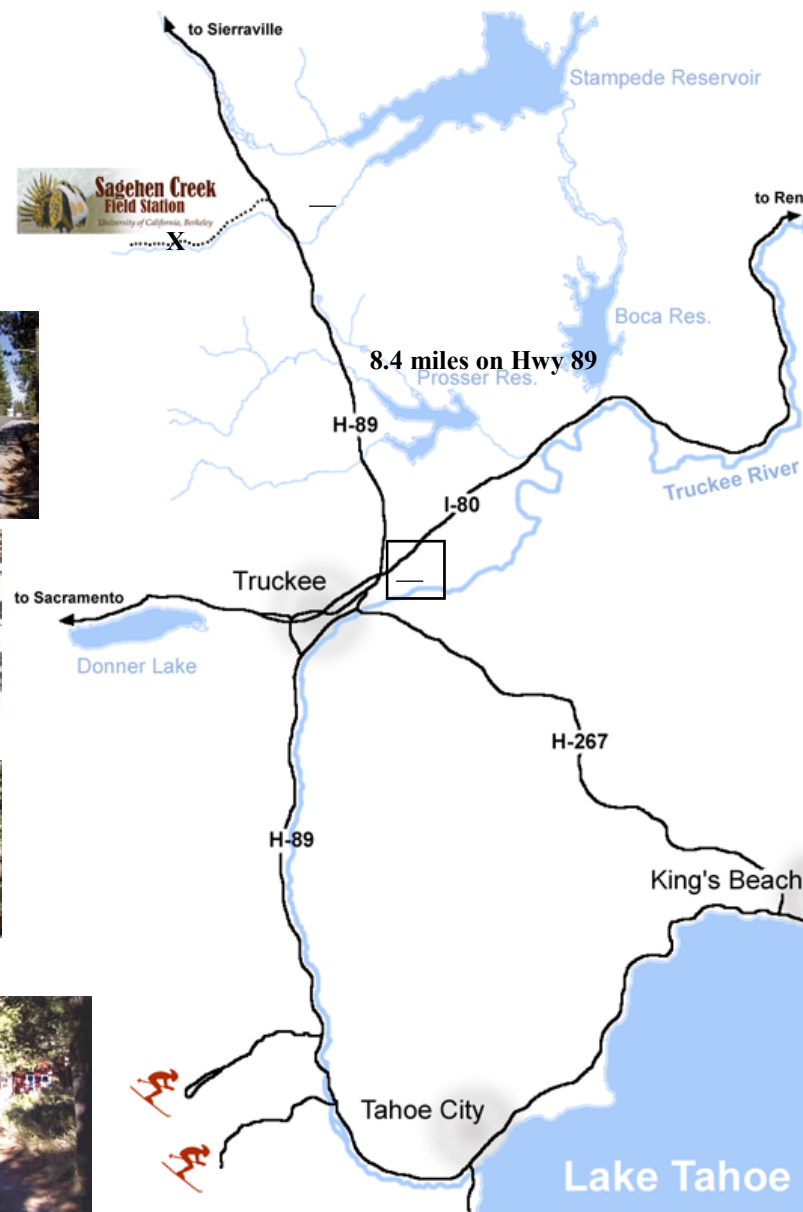 to Sierraville
Stampede Reservoir
Sagehen Creek
Field Station
University of California, Berkeley
X
Boca Res.
8.4 miles on Hwy 89
Prosser Res.
H-89
I-80
Truckee River
Truckee
to Sacramento
Donner Lake
H-267
H-89
King's Beach
Tahoe City
Lake Tahoe